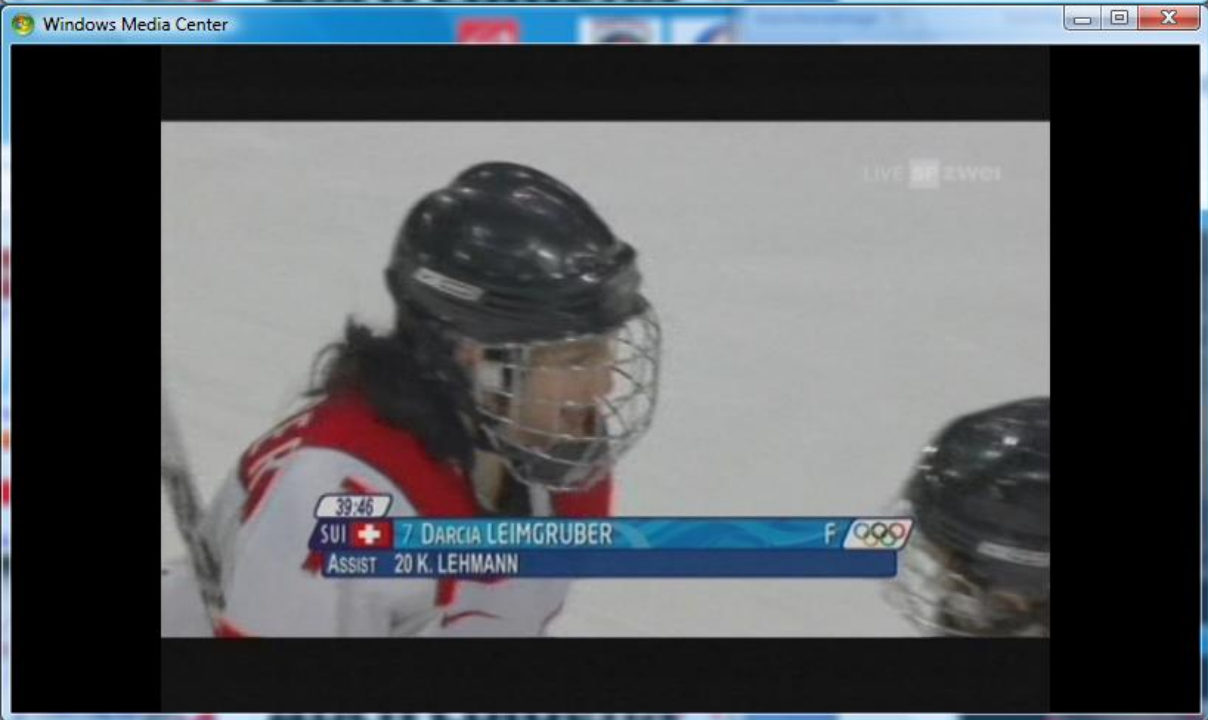 Windows Media Center
LIVE SF zwei
39:46
SUI 7 DARCIA LEIMGRUBER F
ASSIST 20 K. LEHMANN